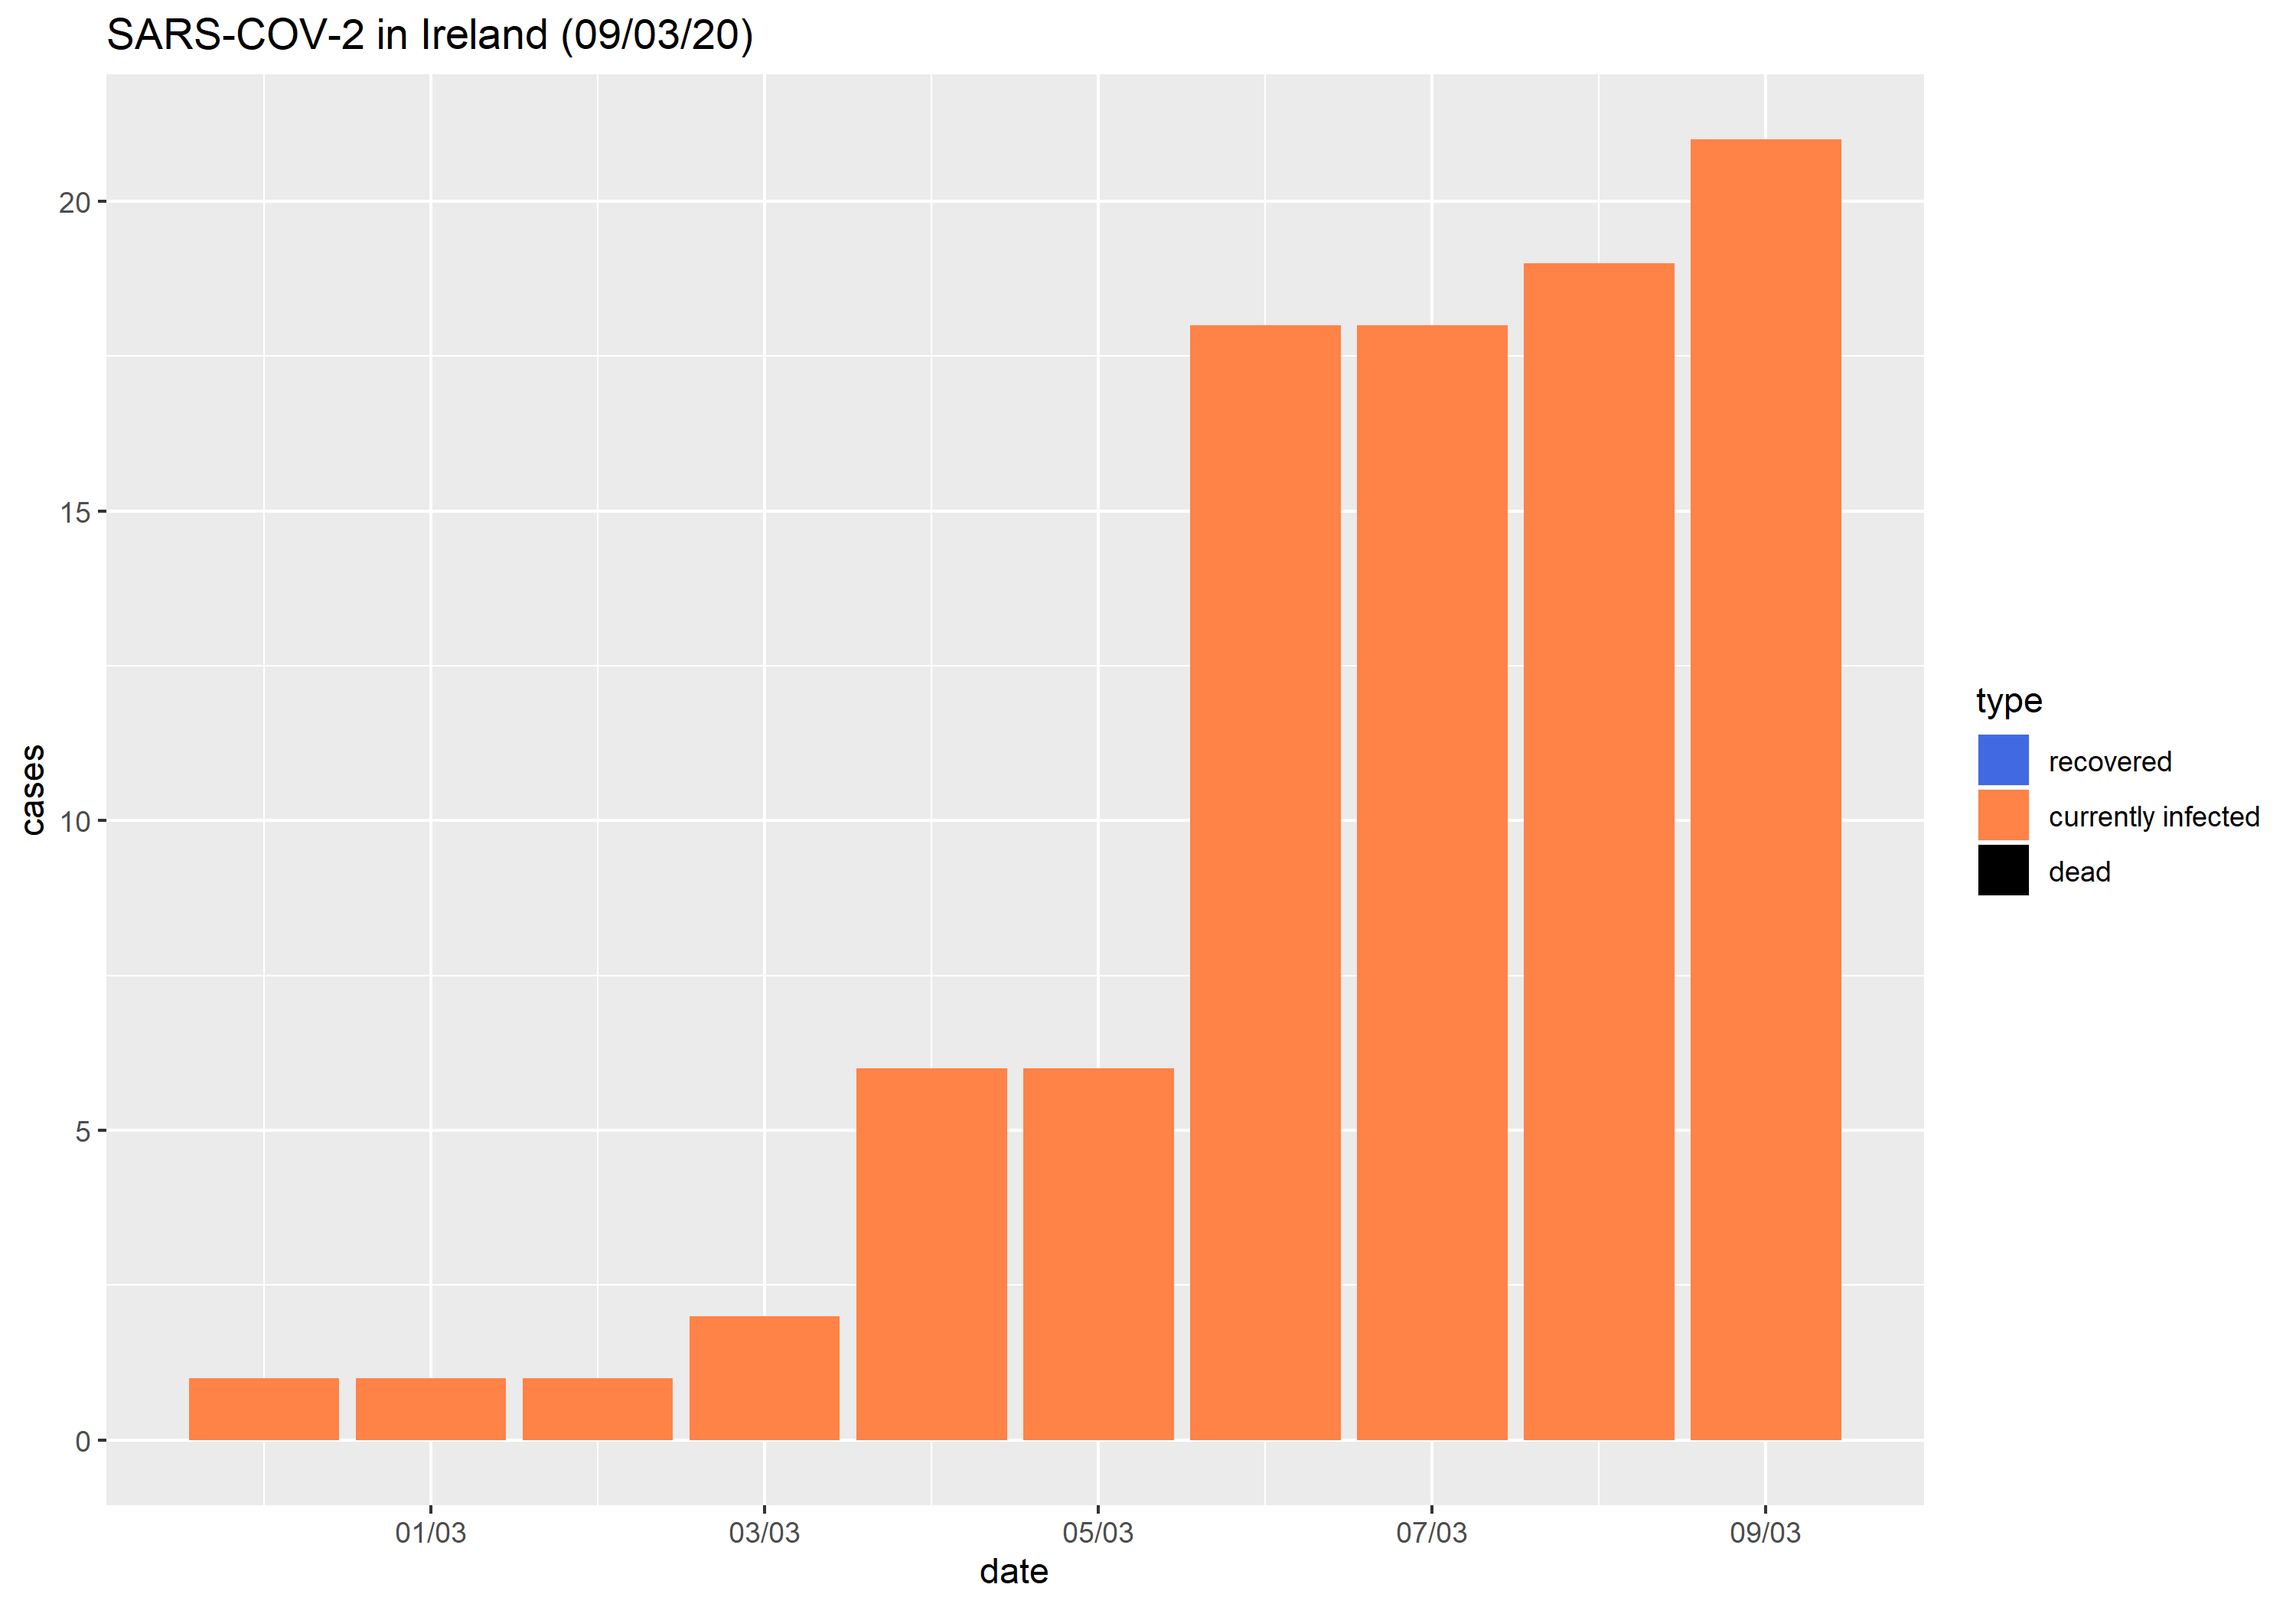 SARS-COV-2 in Ireland (09/03/20)
cases
20
15
10
5
0
01/03 03/03 05/03 07/03 09/03
date
type
recovered
currently infected
dead